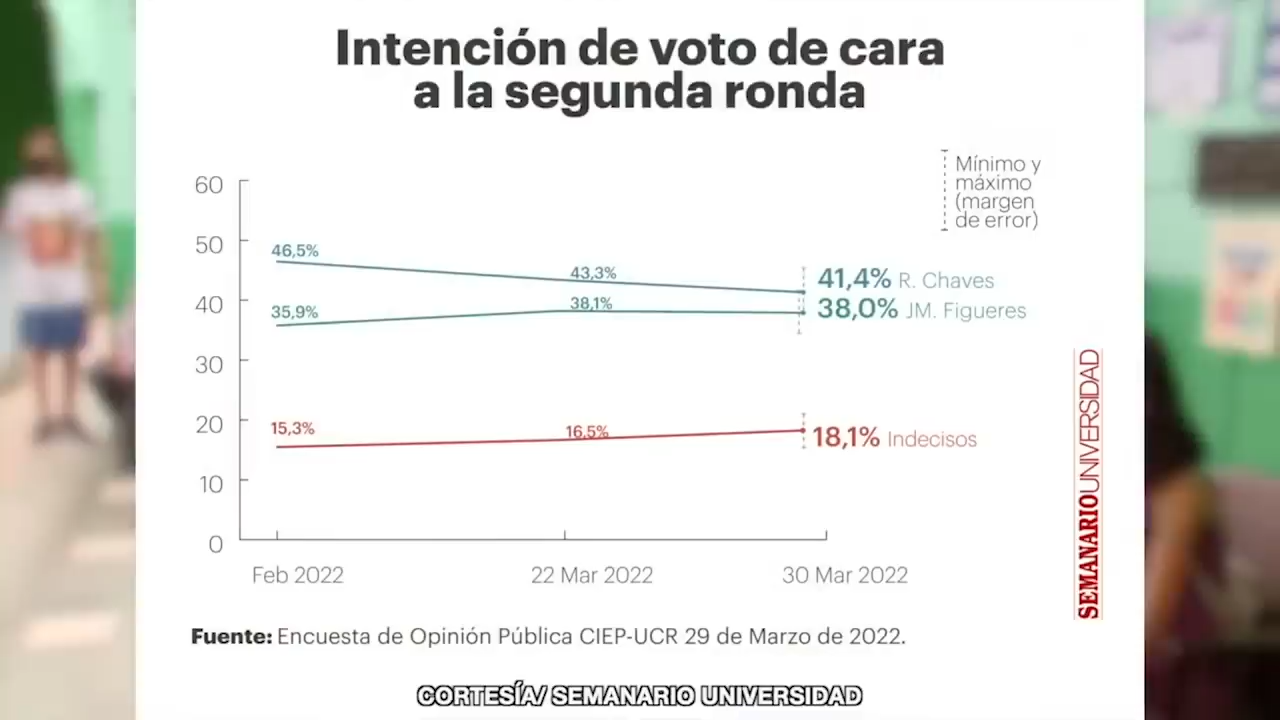 Intención de voto de cara
a la segunda ronda
Mínimo y
máximo
(margen
de error)
60
50
40
30
20
10
0
46,5%
43,3%
41,4% R. Chaves
35,9%
38,1%
38,0% JM. Figueres
15,3%
16,5%
18,1% Indecisos
Feb 2022
22 Mar 2022
30 Mar 2022
SEMANARIO UNIVERSIDAD
Fuente: Encuesta de Opinión Pública CIEP-UCR 29 de Marzo de 2022.
CORTESÍA/ SEMANARIO UNIVERSIDAD